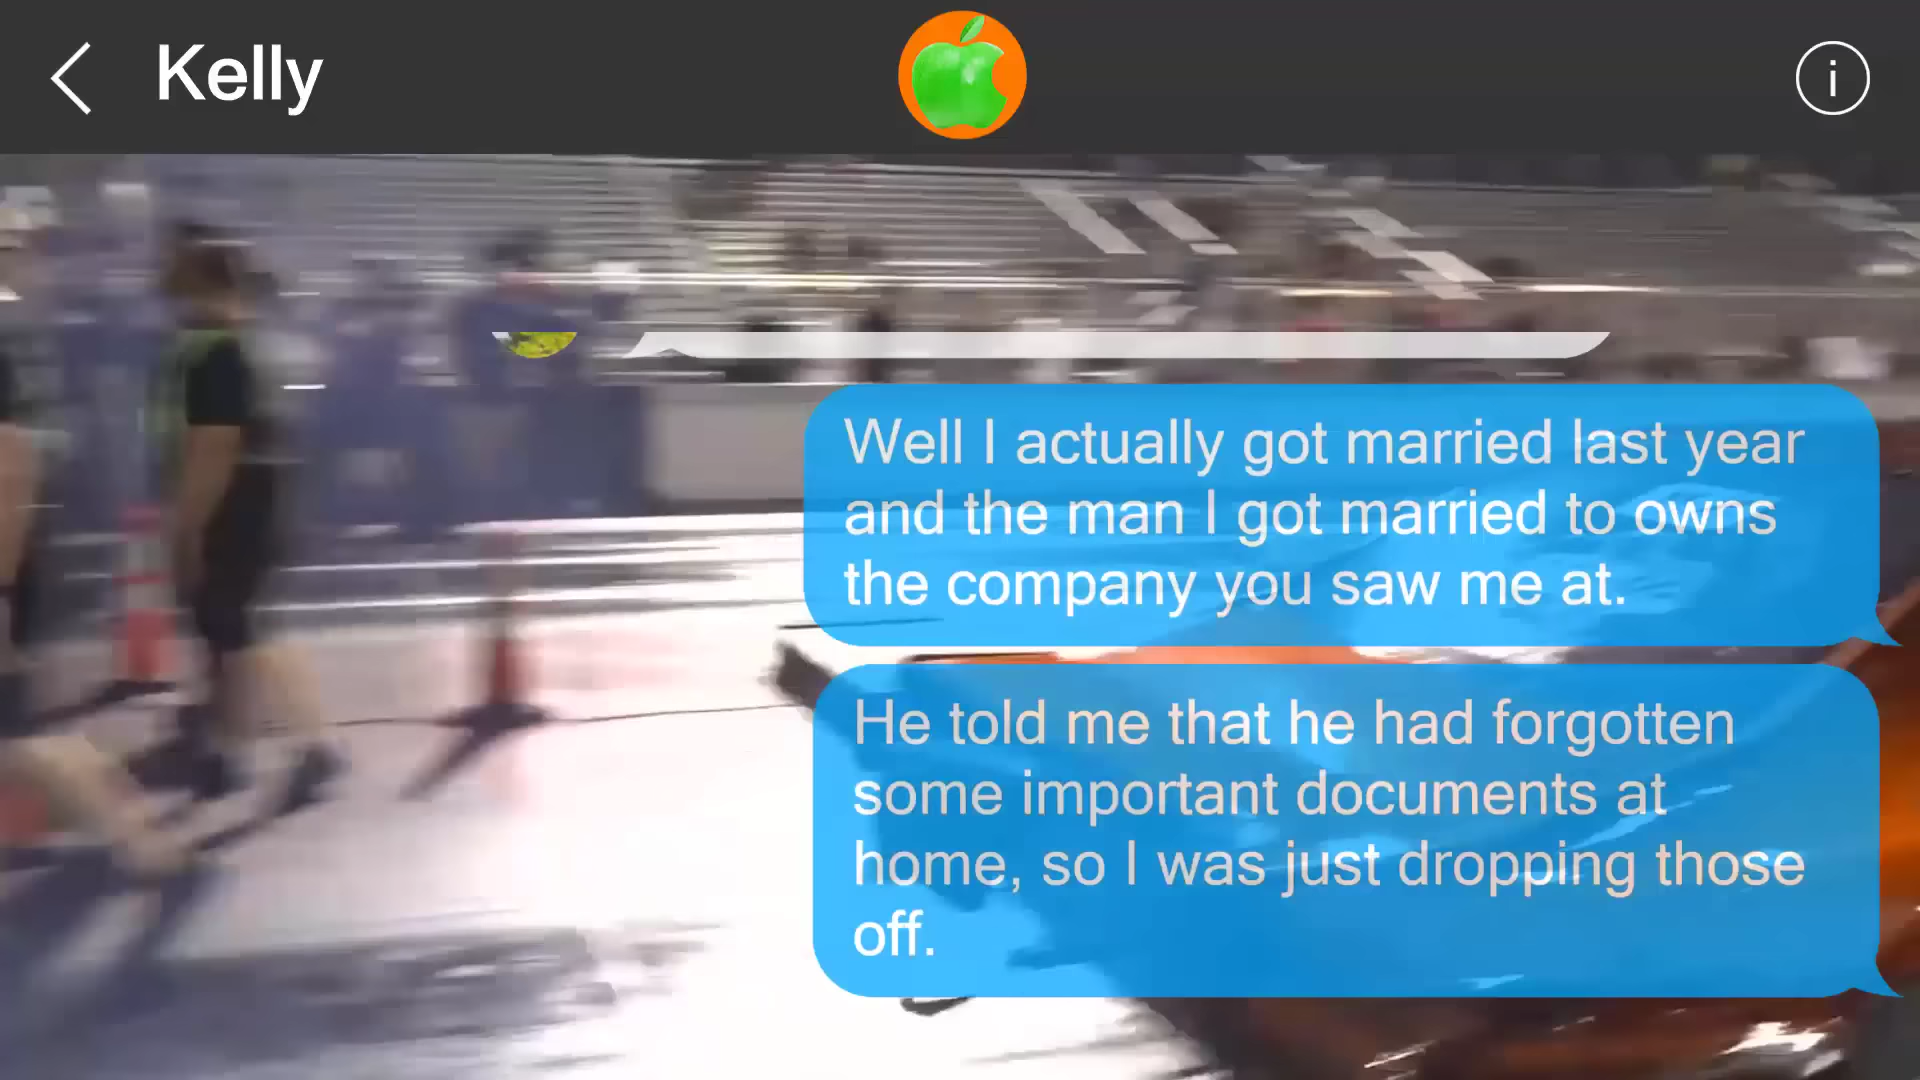 Kelly
i
Well I actually got married last year
and the man I got married to owns
the company you saw me at.
He told me that he had forgotten
some important documents at
home, so I was just dropping those
off.